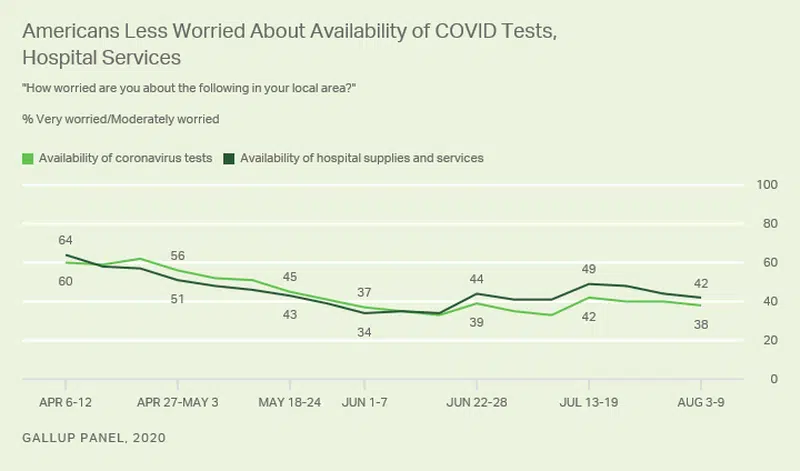 Americans Less Worried About Availability of COVID Tests,
Hospital Services
"How worried are you about the following in your local area?"
% Very worried/Moderately worried
Availability of coronavirus tests Availability of hospital supplies and services
100
80
60
40
20
0
64
60
56
51
45
43
37
34
44
39
49
42
42
38
APR 6-12 APR 27-MAY 3 MAY 18-24 JUN 1-7 JUN 22-28 JUL 13-19 AUG 3-9
GALLUP PANEL, 2020